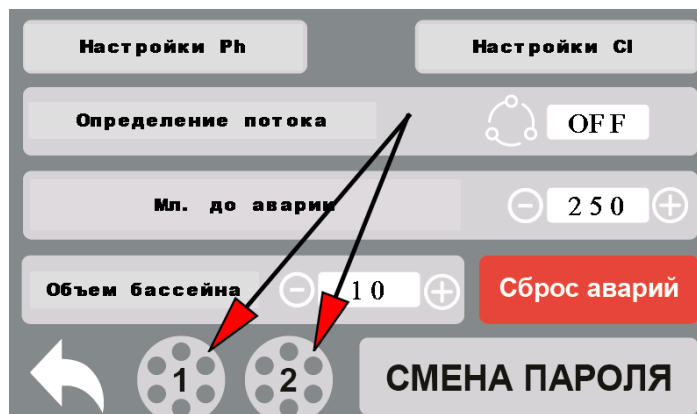 Настройки Ph
Настройки Cl
Определение потока
OFF
Мл. до аварии
250
Объем бассейна
10
Сброс аварий
1
2
СМЕНА ПАРОЛЯ